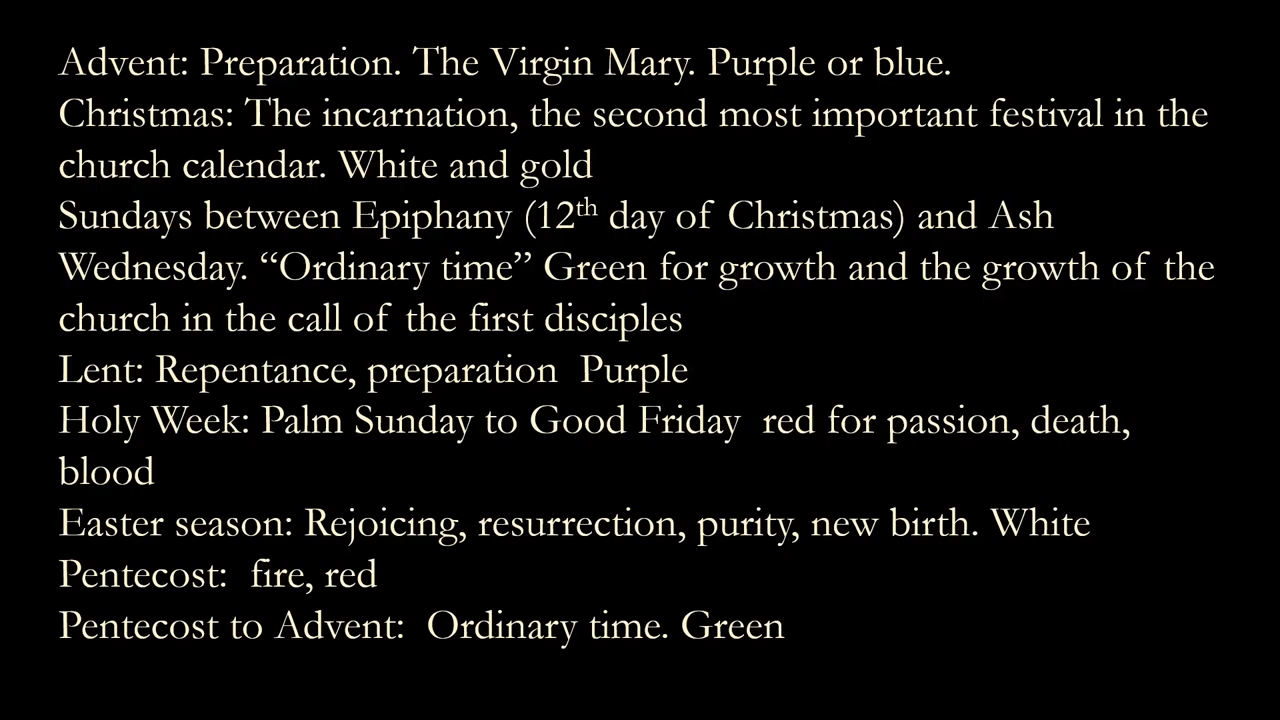 Advent: Preparation. The Virgin Mary. Purple or blue.
Christmas: The incarnation, the second most important festival in the
church calendar. White and gold
Sundays between Epiphany (12th day of Christmas) and Ash
Wednesday. “Ordinary time” Green for growth and the growth of the
church in the call of the first disciples
Lent: Repentance, preparation  Purple
Holy Week: Palm Sunday to Good Friday  red for passion, death,
blood
Easter season: Rejoicing, resurrection, purity, new birth. White
Pentecost:  fire, red
Pentecost to Advent:  Ordinary time. Green